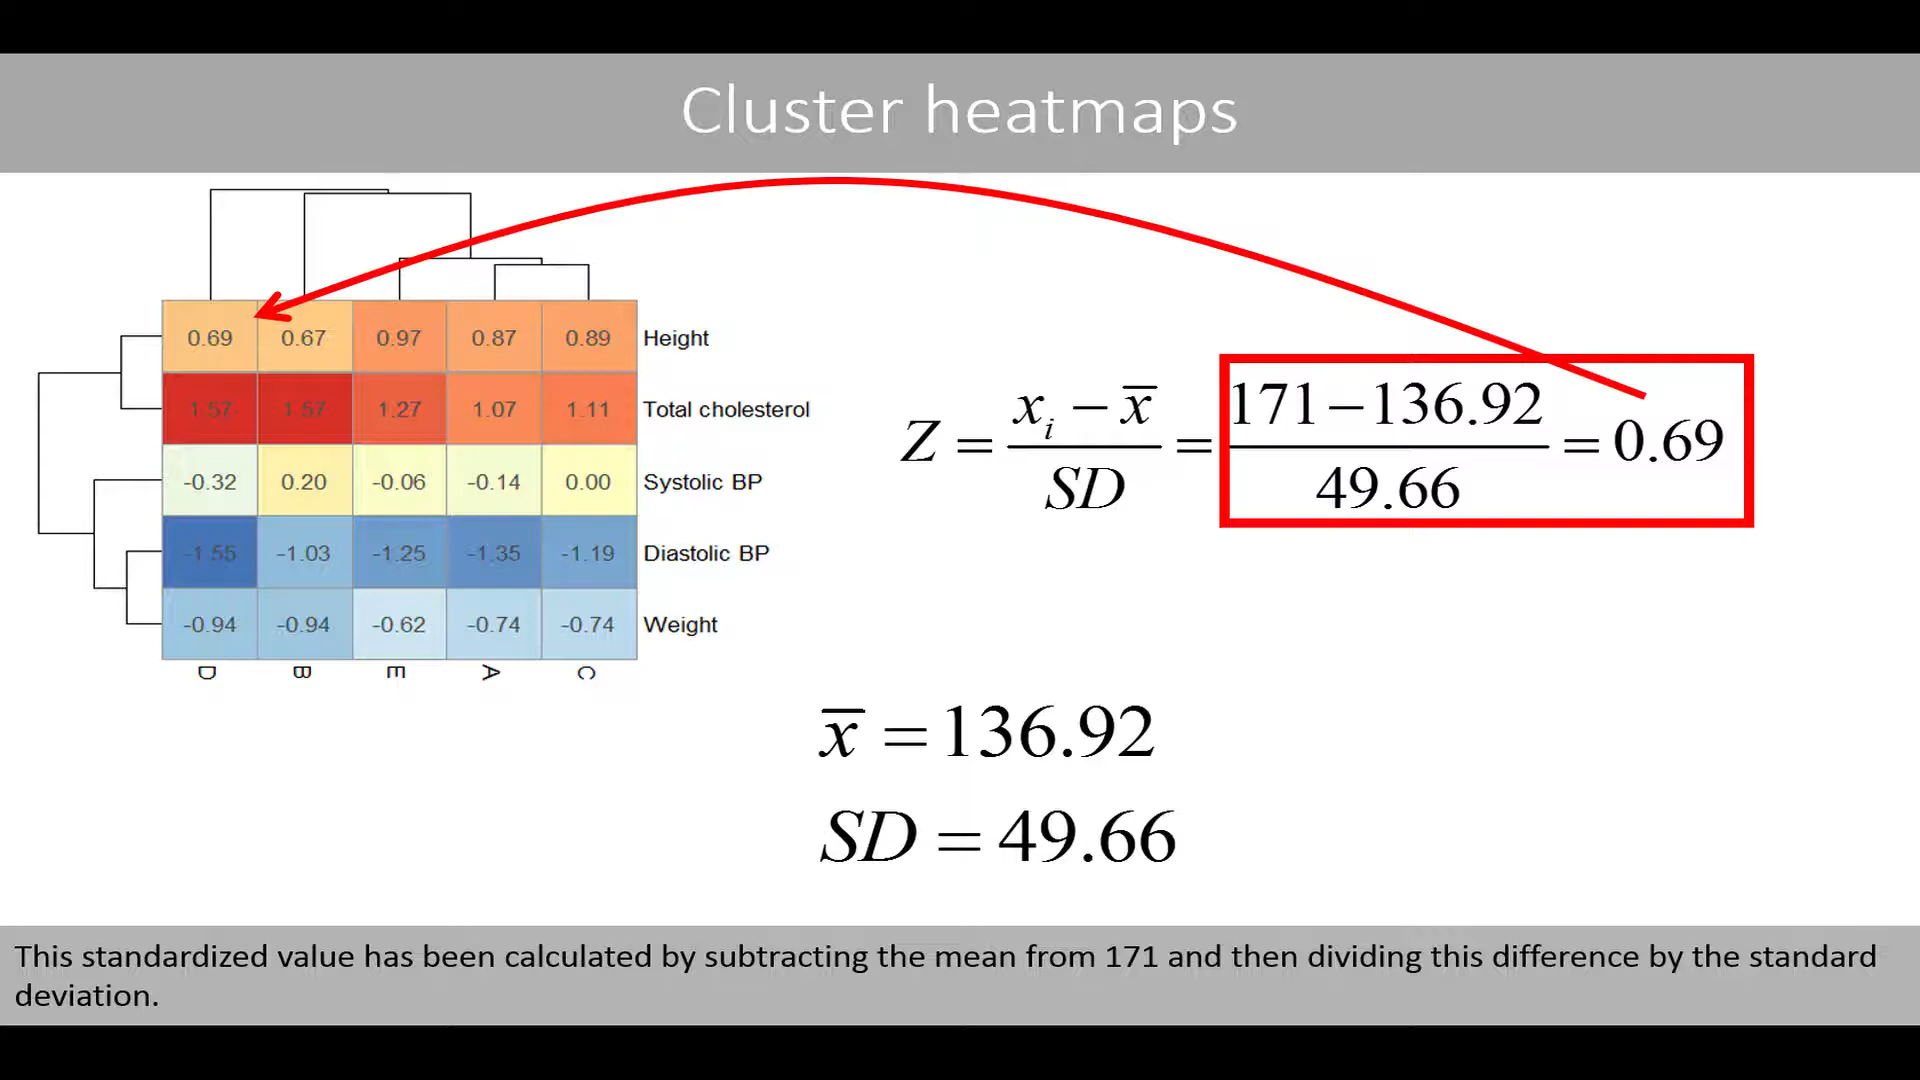 Cluster heatmaps
0.69 0.67 0.97 0.87 0.89 Height
1.57 1.57 1.27 1.07 1.11 Total cholesterol
-0.32 0.20 -0.06 -0.14 0.00 Systolic BP
-1.55 -1.03 -1.25 -1.35 -1.19 Diastolic BP
-0.94 -0.94 -0.62 -0.74 -0.74 Weight
D B E A C
Z = (xᵢ − x̅)/SD = (171−136.92)/49.66 = 0.69
x̅ = 136.92
SD = 49.66
This standardized value has been calculated by subtracting the mean from 171 and then dividing this difference by the standard
deviation.